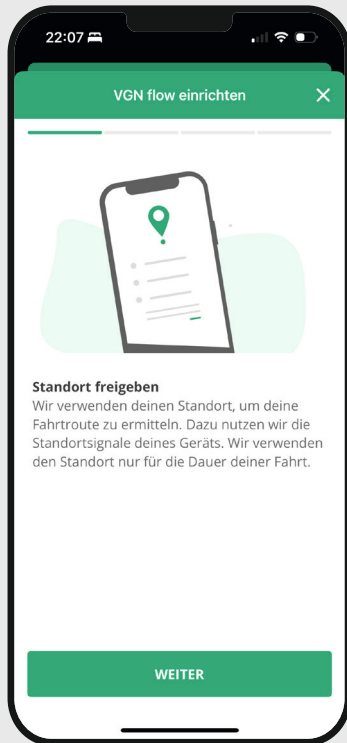 22:07
VGN flow einrichten
Standort freigeben
Wir verwenden deinen Standort, um deine
Fahrtroute zu ermitteln. Dazu nutzen wir die
Standortsignale deines Geräts. Wir verwenden
den Standort nur für die Dauer deiner Fahrt.
WEITER